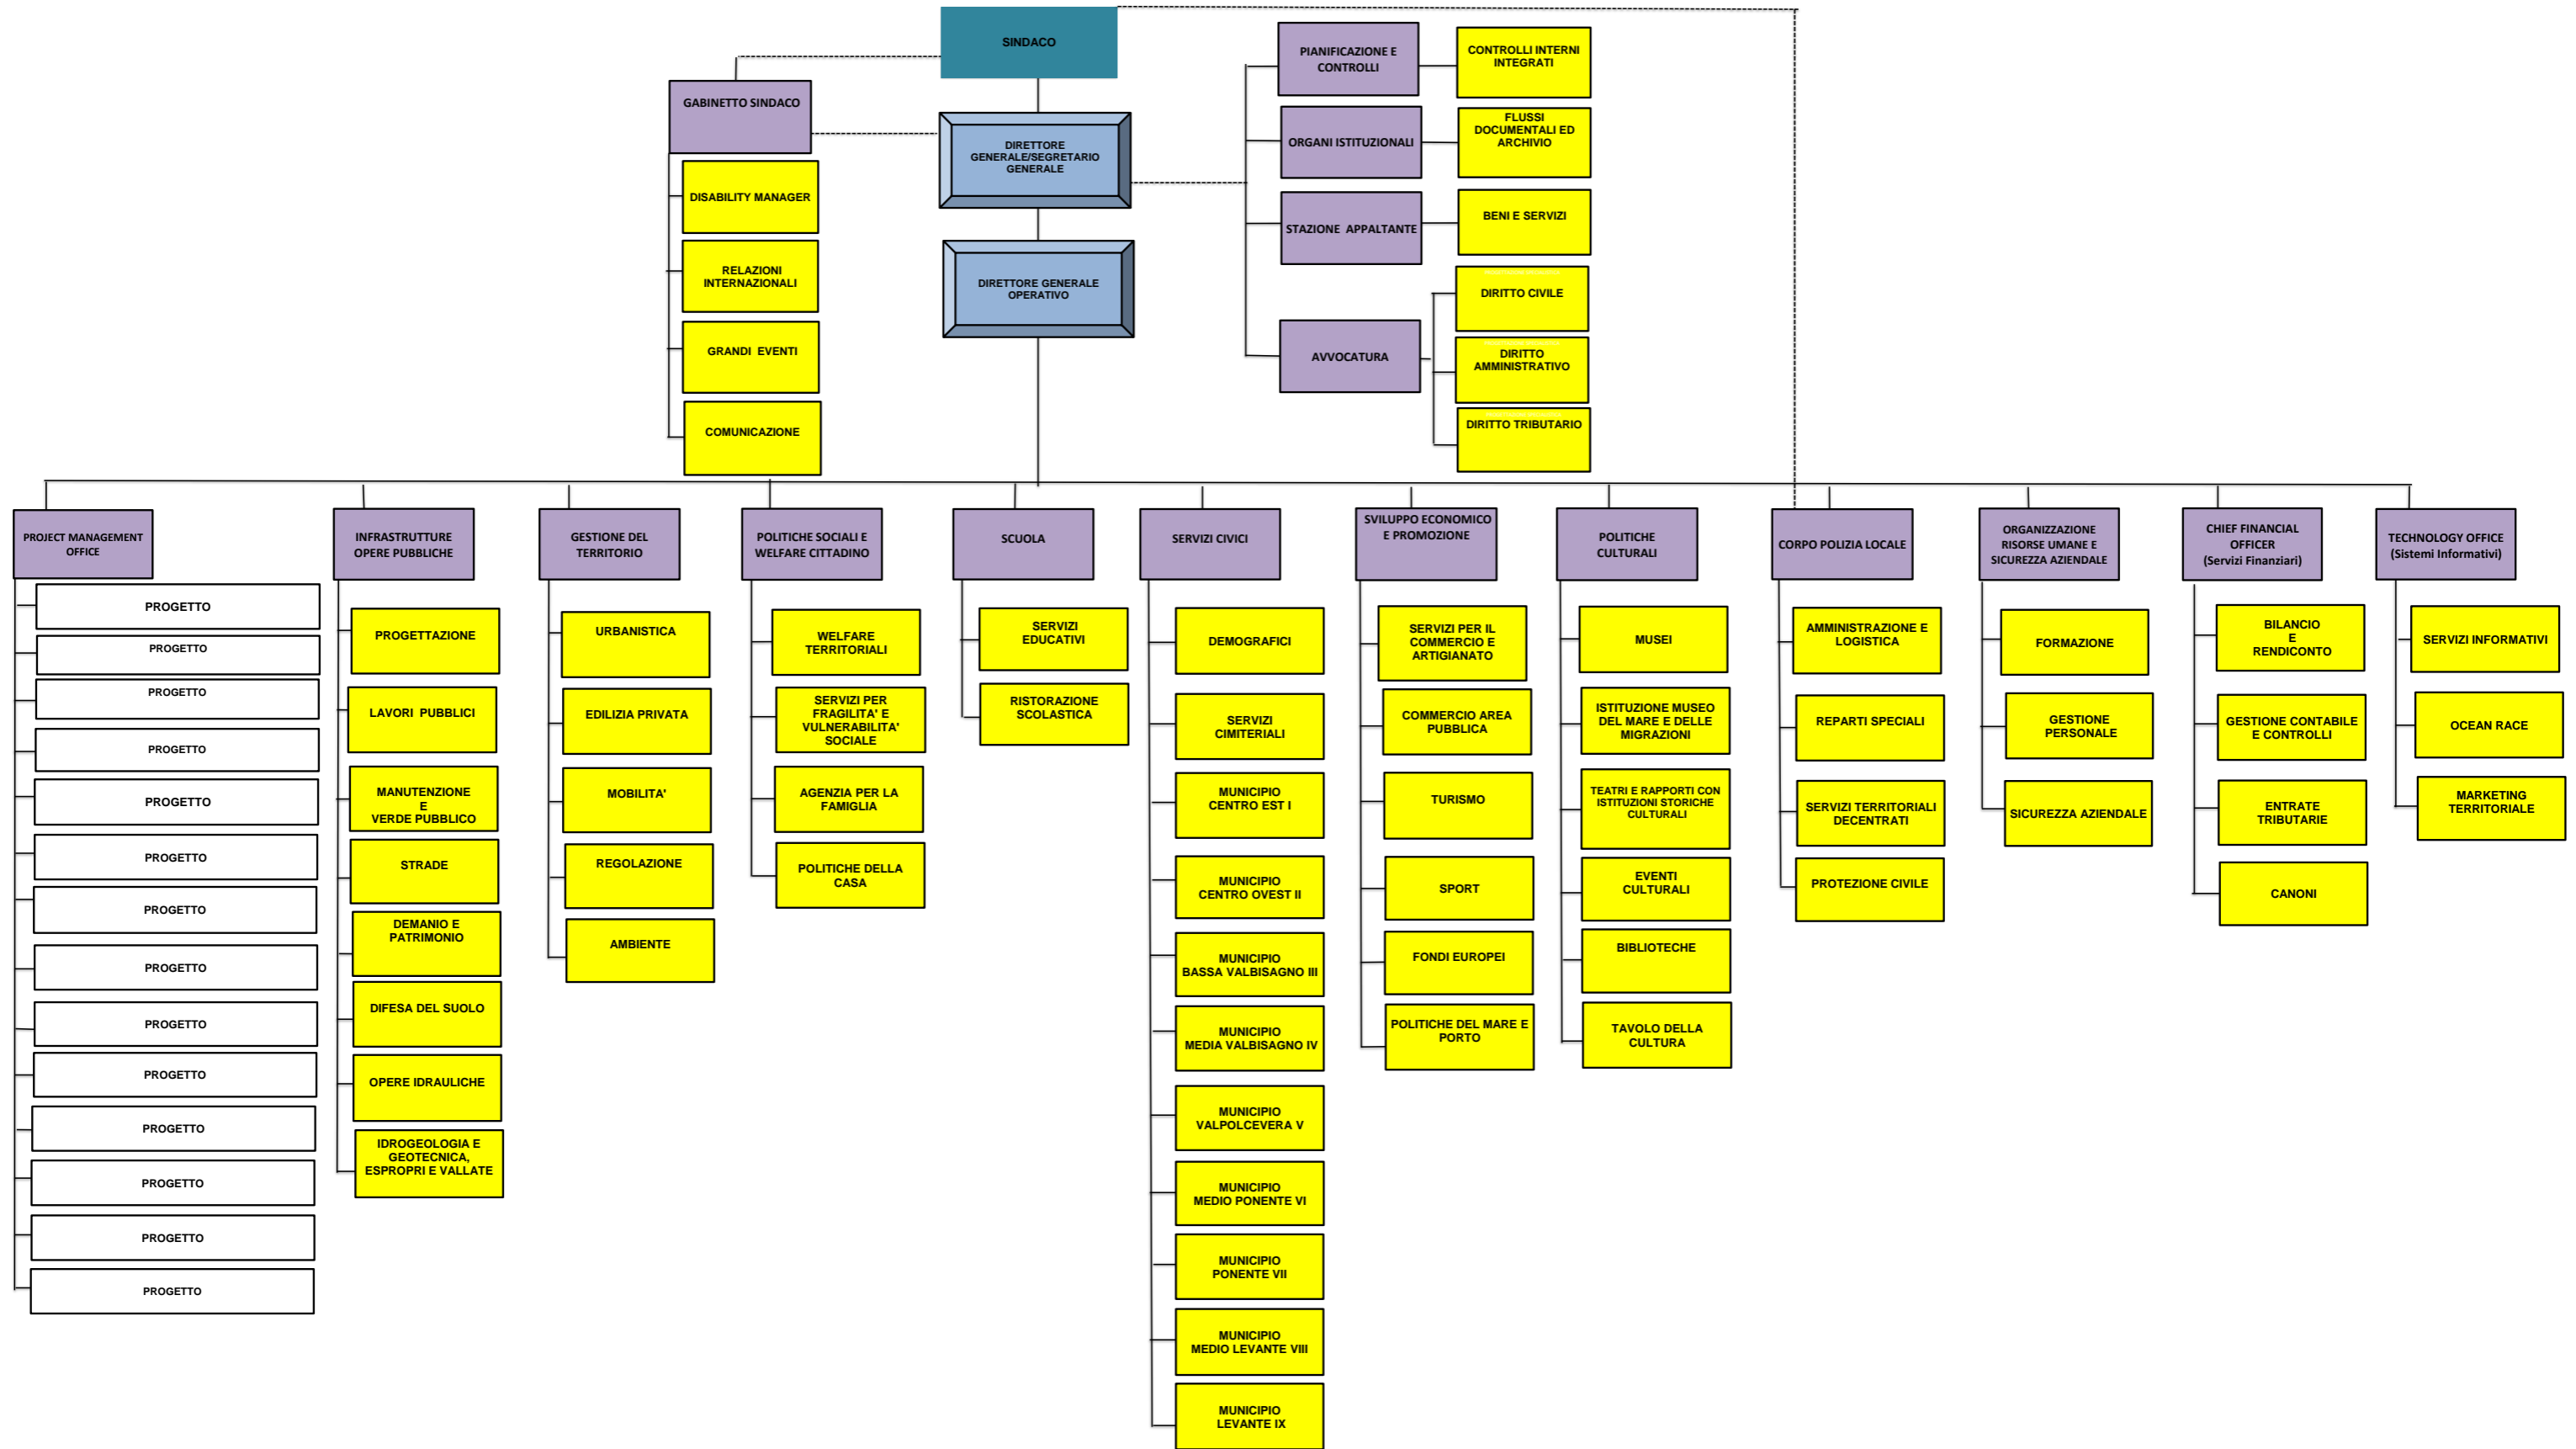 SINDACO
GABINETTO SINDACO
DISABILITY MANAGER
RELAZIONI
INTERNAZIONALI
GRANDI  EVENTI
COMUNICAZIONE
DIRETTORE
GENERALE/SEGRETARIO
GENERALE
DIRETTORE GENERALE
OPERATIVO
PIANIFICAZIONE E
CONTROLLI
CONTROLLI INTERNI
INTEGRATI
ORGANI ISTITUZIONALI
FLUSSI
DOCUMENTALI ED
ARCHIVIO
STAZIONE  APPALTANTE
BENI E SERVIZI
AVVOCATURA
DIRITTO CIVILE
DIRITTO
AMMINISTRATIVO
DIRITTO TRIBUTARIO
PROJECT MANAGEMENT
OFFICE
PROGETTO
PROGETTO
PROGETTO
PROGETTO
PROGETTO
PROGETTO
PROGETTO
PROGETTO
PROGETTO
PROGETTO
PROGETTO
PROGETTO
PROGETTO
PROGETTO
INFRASTRUTTURE
OPERE PUBBLICHE
PROGETTAZIONE
LAVORI  PUBBLICI
MANUTENZIONE
E
VERDE PUBBLICO
STRADE
DEMANIO E
PATRIMONIO
DIFESA DEL SUOLO
OPERE IDRAULICHE
IDROGEOLOGIA E
GEOTECNICA,
ESPROPRI E VALLATE
GESTIONE DEL
TERRITORIO
URBANISTICA
EDILIZIA PRIVATA
MOBILITA'
REGOLAZIONE
AMBIENTE
POLITICHE SOCIALI E
WELFARE CITTADINO
WELFARE
TERRITORIALI
SERVIZI PER
FRAGILITA' E
VULNERABILITA'
SOCIALE
AGENZIA PER LA
FAMIGLIA
POLITICHE DELLA
CASA
SCUOLA
SERVIZI
EDUCATIVI
RISTORAZIONE
SCOLASTICA
SERVIZI CIVICI
DEMOGRAFICI
SERVIZI
CIMITERIALI
MUNICIPIO
CENTRO EST I
MUNICIPIO
CENTRO OVEST II
MUNICIPIO
BASSA VALBISAGNO III
MUNICIPIO
MEDIA VALBISAGNO IV
MUNICIPIO
VALPOLCEVERA V
MUNICIPIO
MEDIO PONENTE VI
MUNICIPIO
PONENTE VII
MUNICIPIO
MEDIO LEVANTE VIII
MUNICIPIO
LEVANTE IX
SVILUPPO ECONOMICO
E PROMOZIONE
SERVIZI PER IL
COMMERCIO E
ARTIGIANATO
COMMERCIO AREA
PUBBLICA
TURISMO
SPORT
FONDI EUROPEI
POLITICHE DEL MARE E
PORTO
POLITICHE
CULTURALI
MUSEI
ISTITUZIONE MUSEO
DEL MARE E DELLE
MIGRAZIONI
TEATRI E RAPPORTI CON
ISTITUZIONI STORICHE
CULTURALI
EVENTI
CULTURALI
BIBLIOTECHE
TAVOLO DELLA
CULTURA
CORPO POLIZIA LOCALE
AMMINISTRAZIONE E
LOGISTICA
REPARTI SPECIALI
SERVIZI TERRITORIALI
DECENTRATI
PROTEZIONE CIVILE
ORGANIZZAZIONE
RISORSE UMANE E
SICUREZZA AZIENDALE
FORMAZIONE
GESTIONE
PERSONALE
SICUREZZA AZIENDALE
CHIEF FINANCIAL
OFFICER
(Servizi Finanziari)
BILANCIO
E
RENDICONTO
GESTIONE CONTABILE
E CONTROLLI
ENTRATE
TRIBUTARIE
CANONI
TECHNOLOGY OFFICE
(Sistemi Informativi)
SERVIZI INFORMATIVI
OCEAN RACE
MARKETING
TERRITORIALE